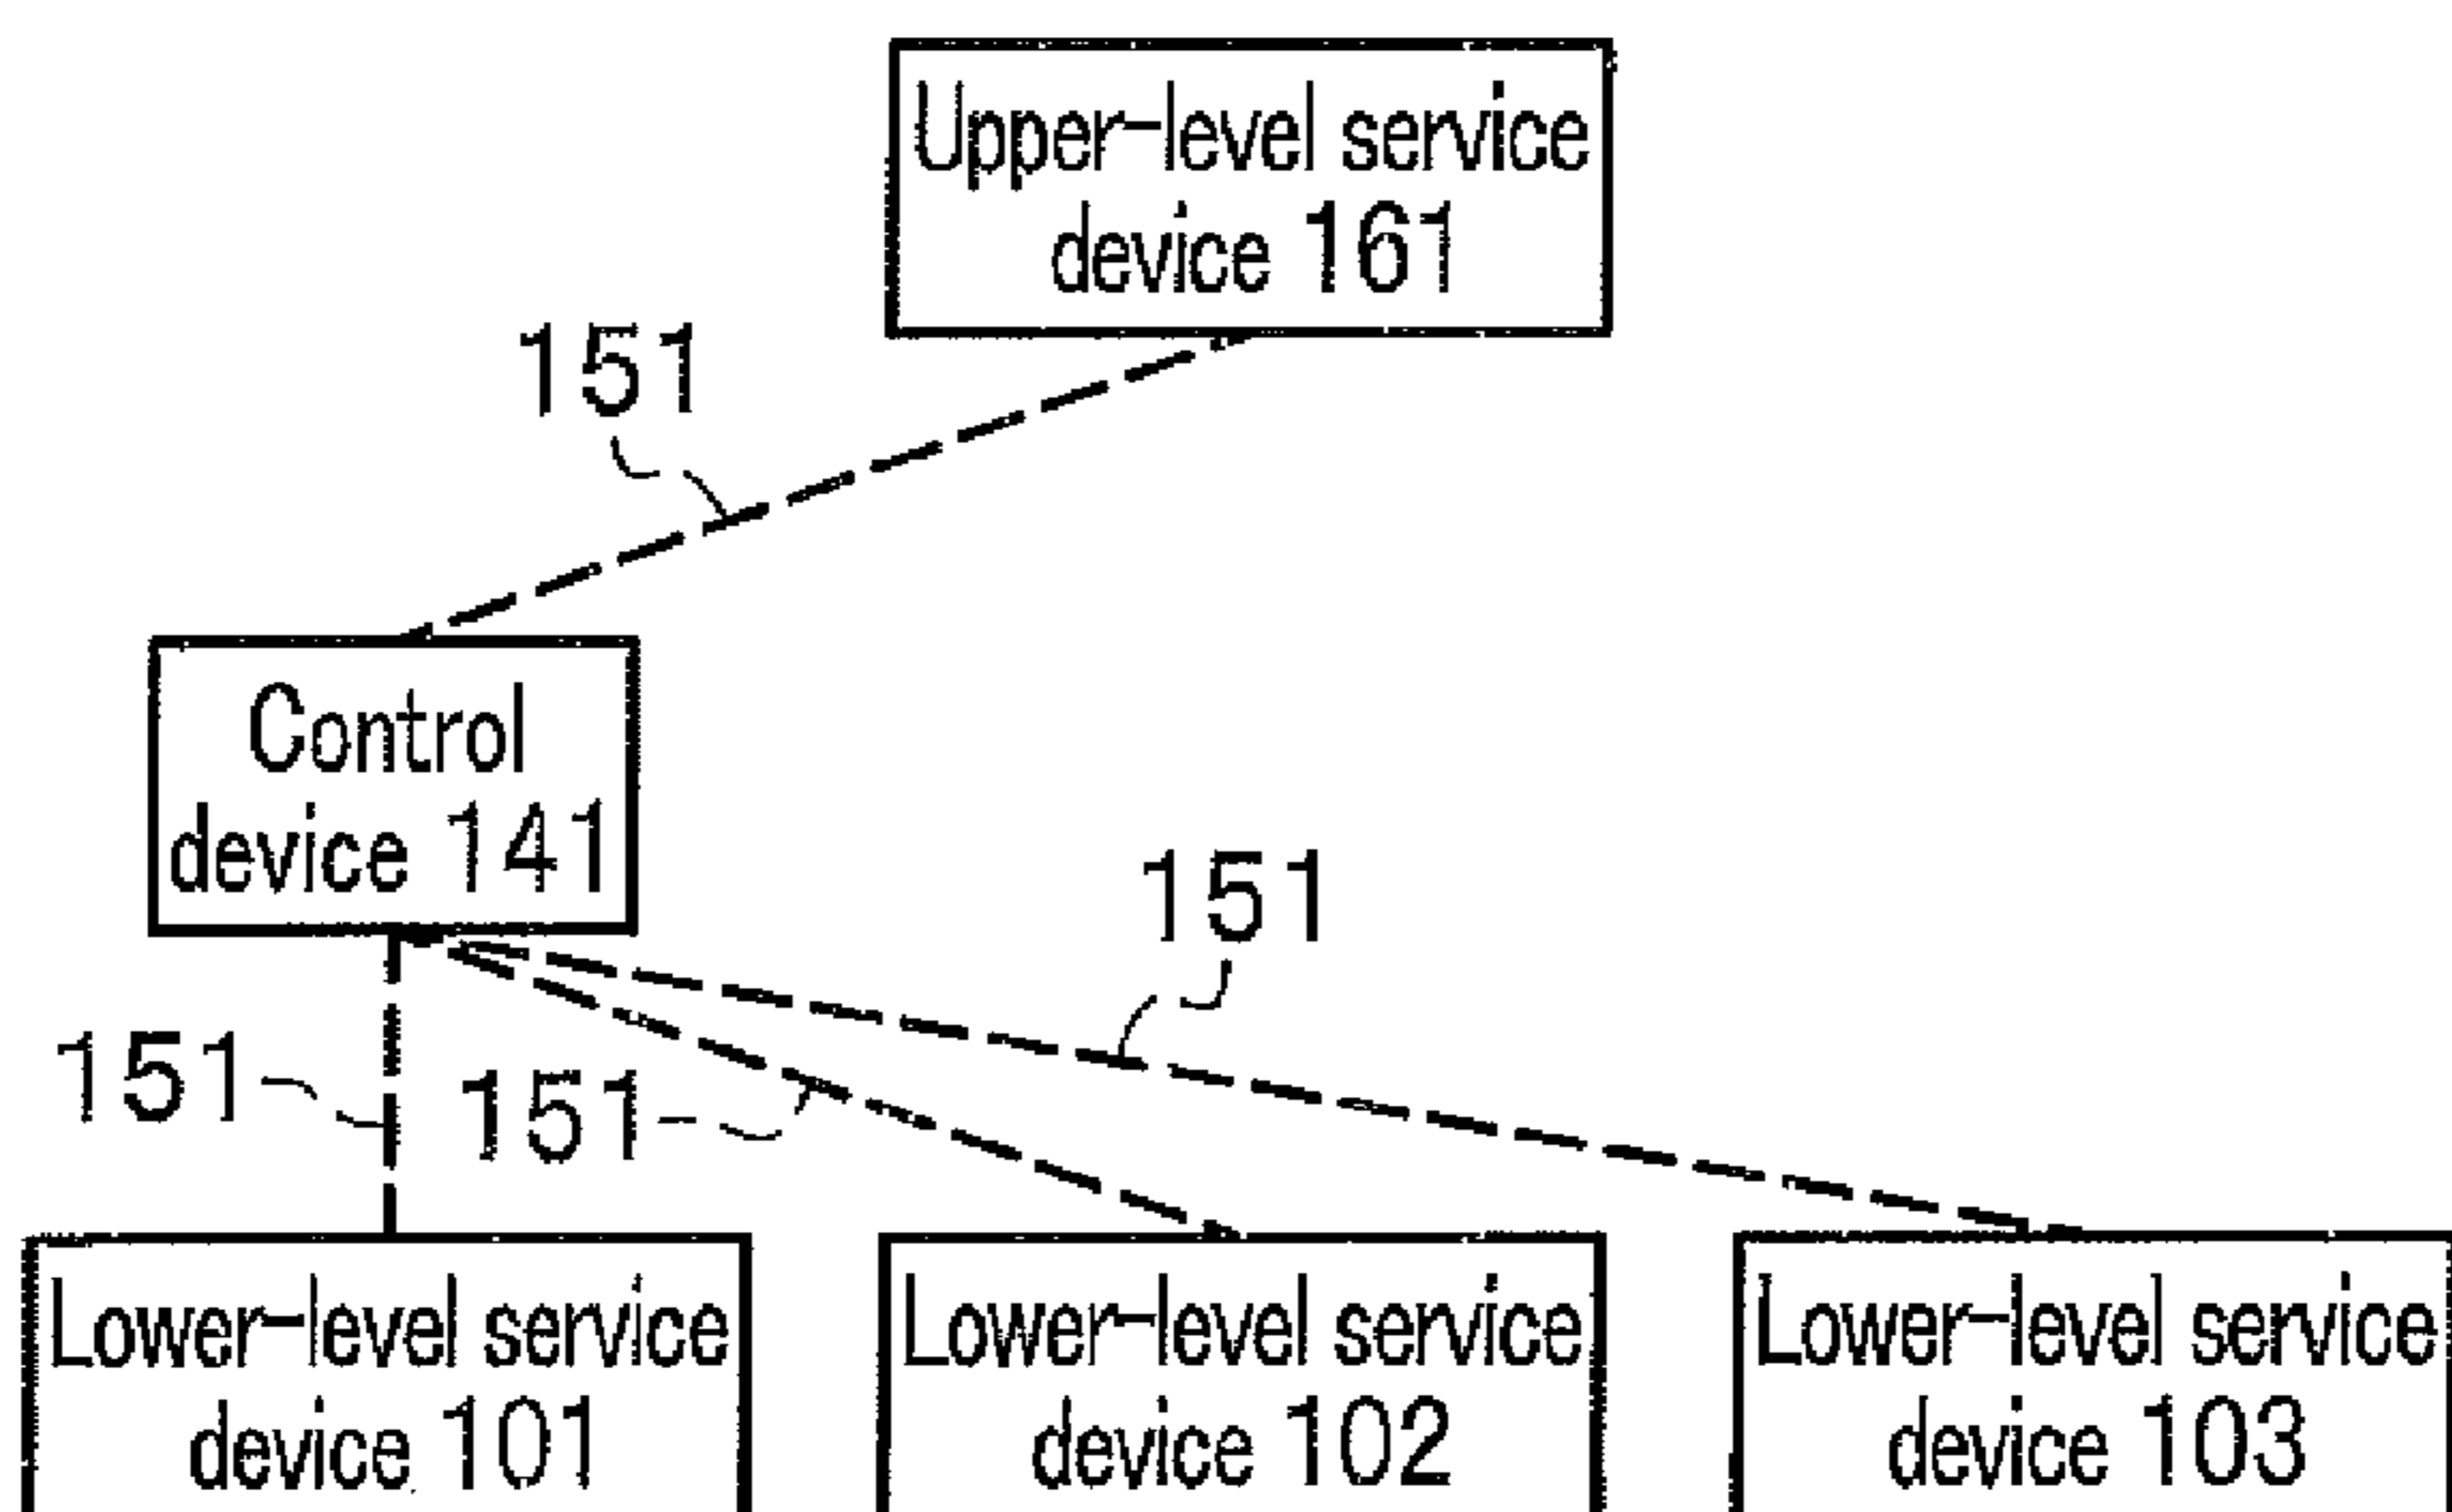 Upper-level service
device 161
151
Control
device 141
151
151
151
Lower-level service
device 101
Lower-level service
device 102
Lower-level service
device 103